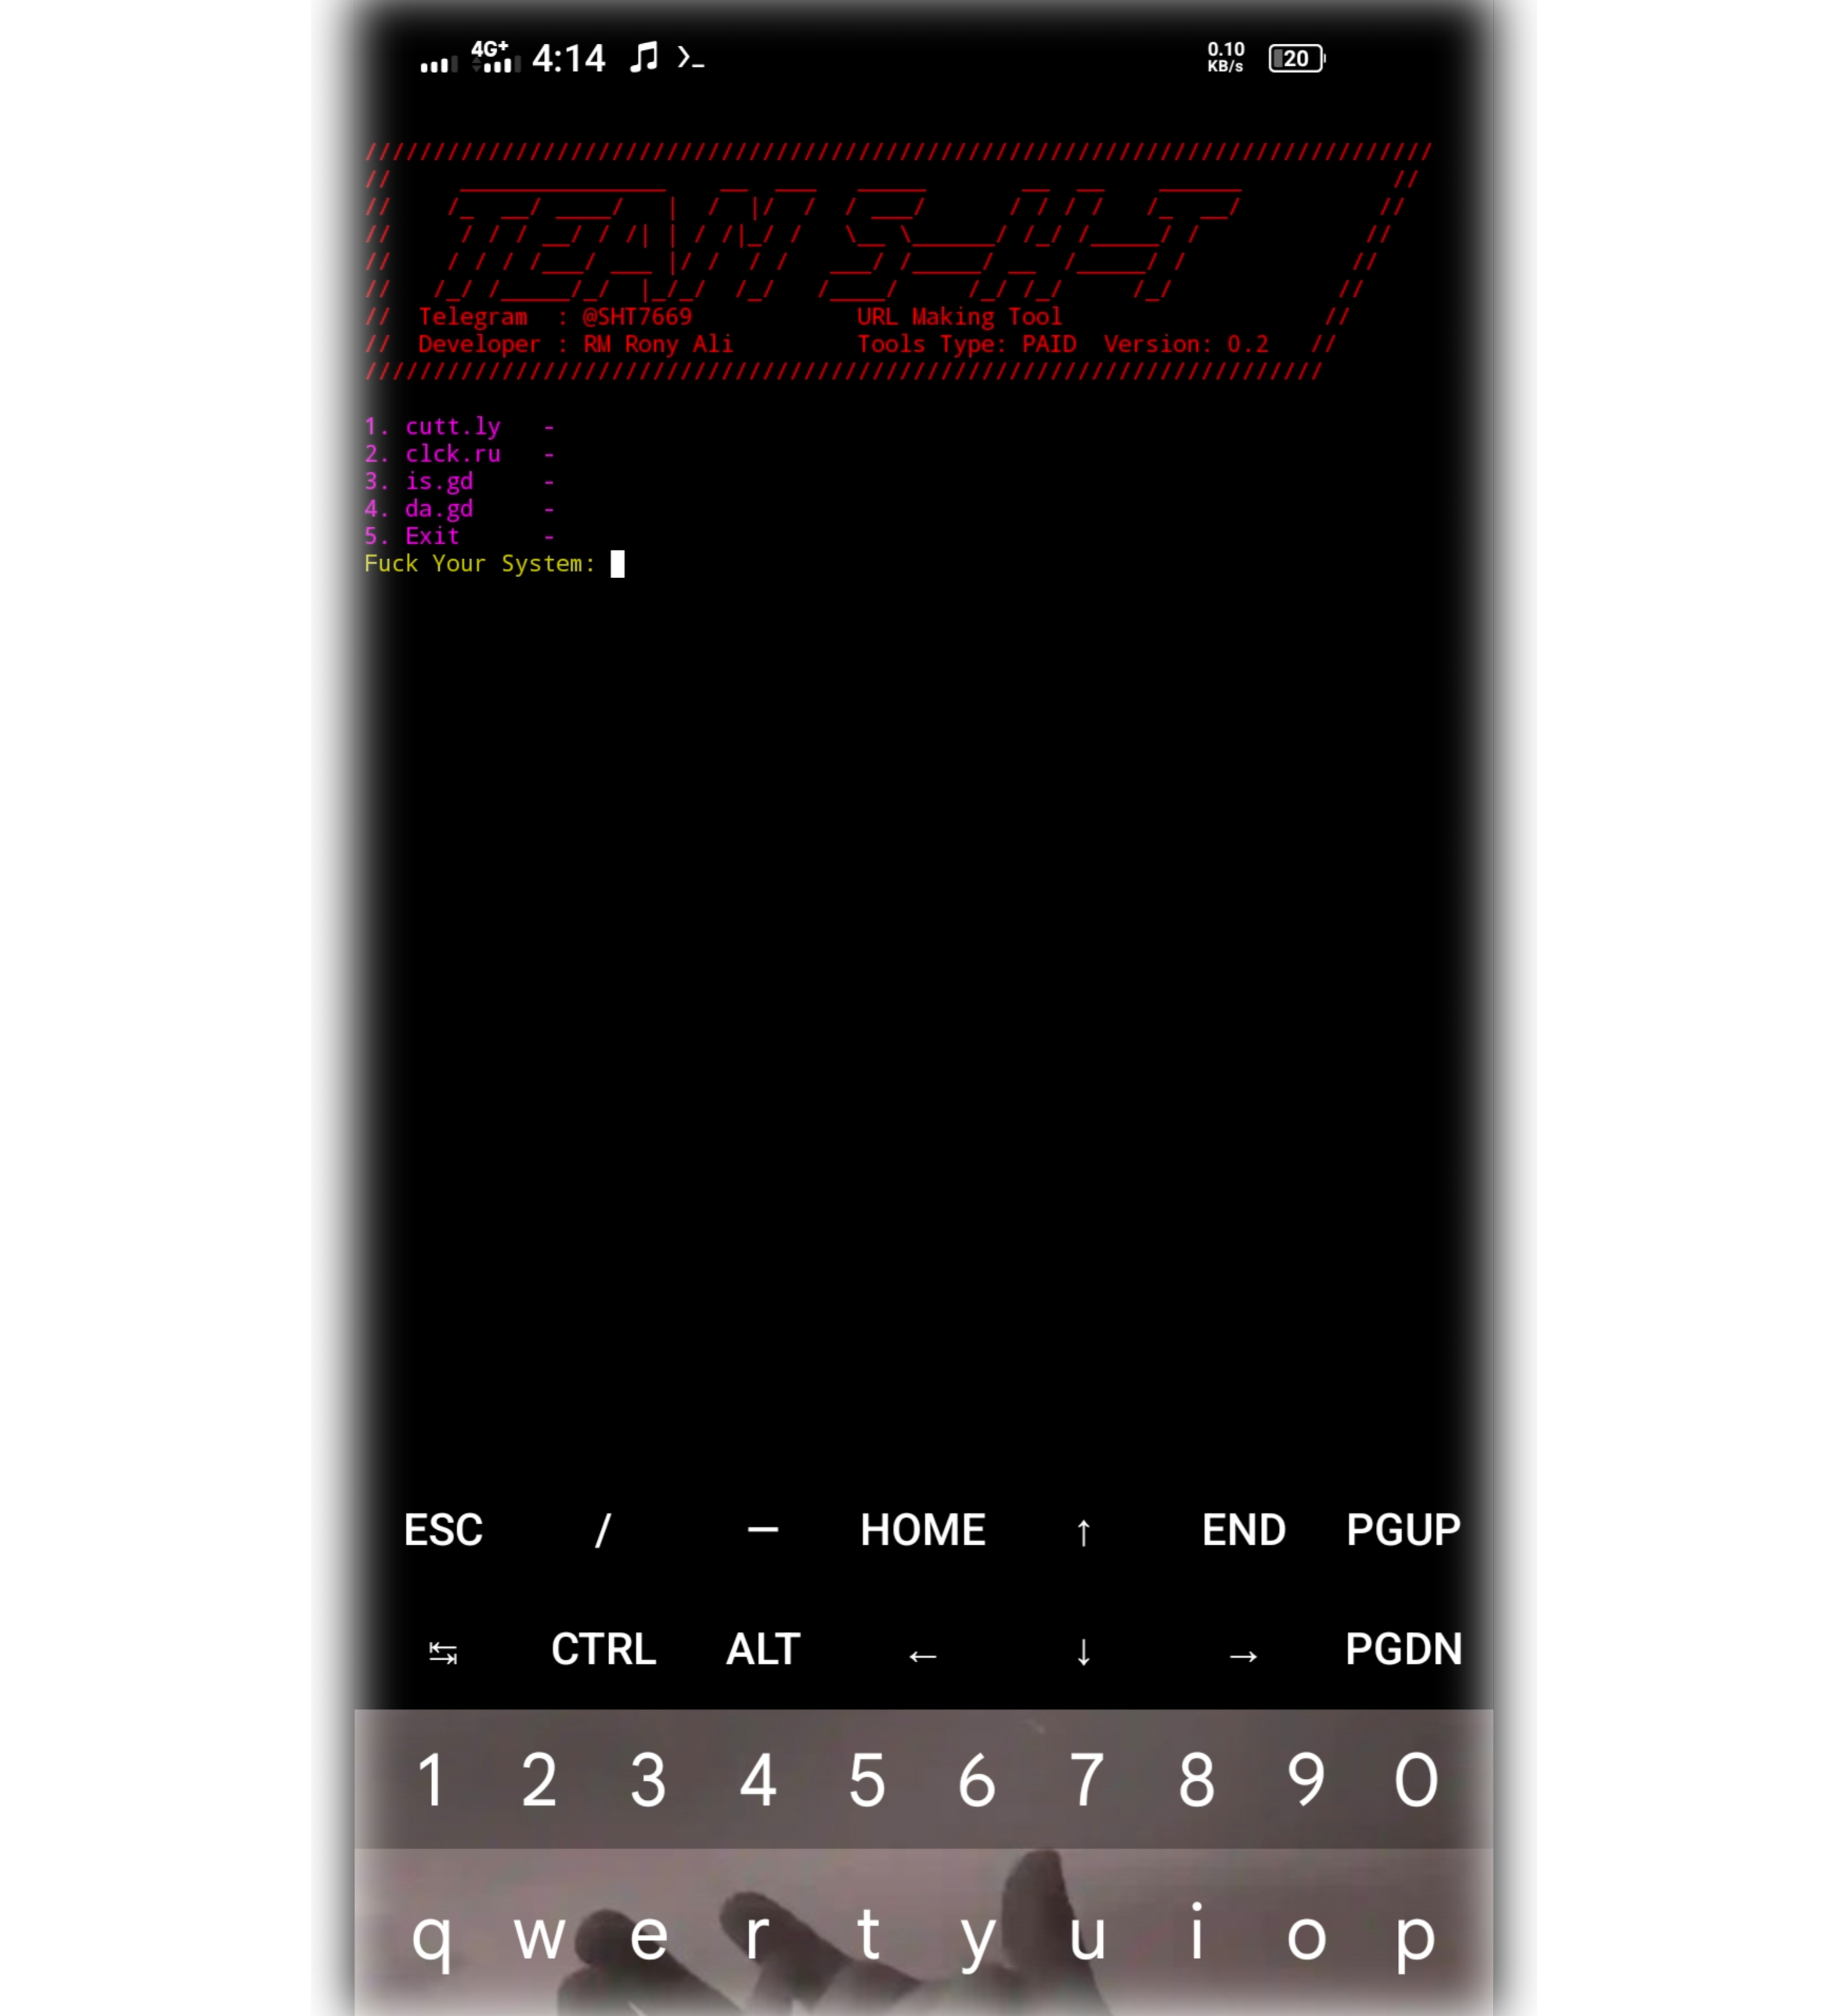 4G+ 4:14 0.10 KB/s 20
TEAM S-H-T
Telegram : @SHT7669 URL Making Tool
Developer : RM Rony Ali Tools Type: PAID Version: 0.2
1. cutt.ly -
2. clck.ru -
3. is.gd -
4. da.gd -
5. Exit -
Fuck Your System:
ESC / — HOME ↑ END PGUP
↹ CTRL ALT ← ↓ → PGDN
1 2 3 4 5 6 7 8 9 0
q w e r t y u i o p